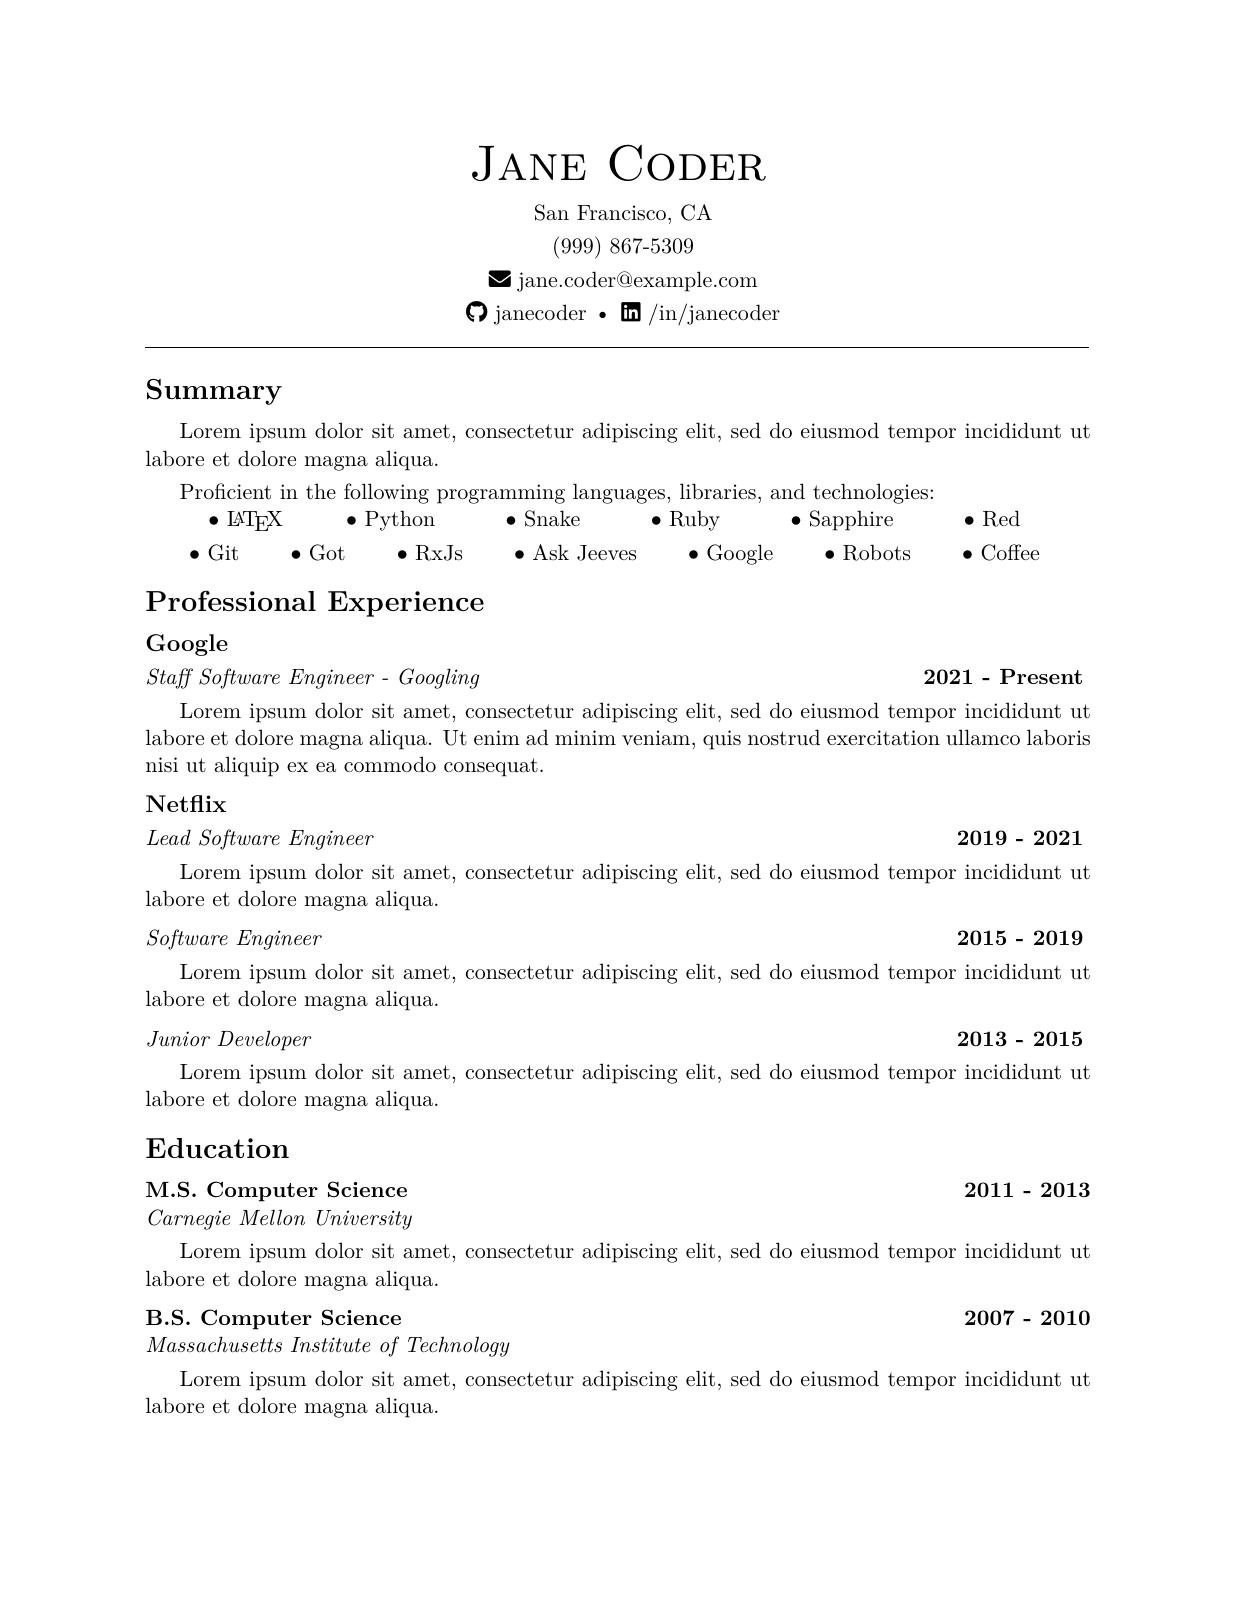 Jane Coder
San Francisco, CA
(999) 867-5309
jane.coder@example.com
janecoder • /in/janecoder
Summary
Lorem ipsum dolor sit amet, consectetur adipiscing elit, sed do eiusmod tempor incididunt ut
labore et dolore magna aliqua.
Proficient in the following programming languages, libraries, and technologies:
• LATEX • Python • Snake • Ruby • Sapphire • Red
• Git • Got • RxJs • Ask Jeeves • Google • Robots • Coffee
Professional Experience
Google
Staff Software Engineer - Googling 2021 - Present
Lorem ipsum dolor sit amet, consectetur adipiscing elit, sed do eiusmod tempor incididunt ut
labore et dolore magna aliqua. Ut enim ad minim veniam, quis nostrud exercitation ullamco laboris
nisi ut aliquip ex ea commodo consequat.
Netflix
Lead Software Engineer 2019 - 2021
Lorem ipsum dolor sit amet, consectetur adipiscing elit, sed do eiusmod tempor incididunt ut
labore et dolore magna aliqua.
Software Engineer 2015 - 2019
Lorem ipsum dolor sit amet, consectetur adipiscing elit, sed do eiusmod tempor incididunt ut
labore et dolore magna aliqua.
Junior Developer 2013 - 2015
Lorem ipsum dolor sit amet, consectetur adipiscing elit, sed do eiusmod tempor incididunt ut
labore et dolore magna aliqua.
Education
M.S. Computer Science 2011 - 2013
Carnegie Mellon University
Lorem ipsum dolor sit amet, consectetur adipiscing elit, sed do eiusmod tempor incididunt ut
labore et dolore magna aliqua.
B.S. Computer Science 2007 - 2010
Massachusetts Institute of Technology
Lorem ipsum dolor sit amet, consectetur adipiscing elit, sed do eiusmod tempor incididunt ut
labore et dolore magna aliqua.